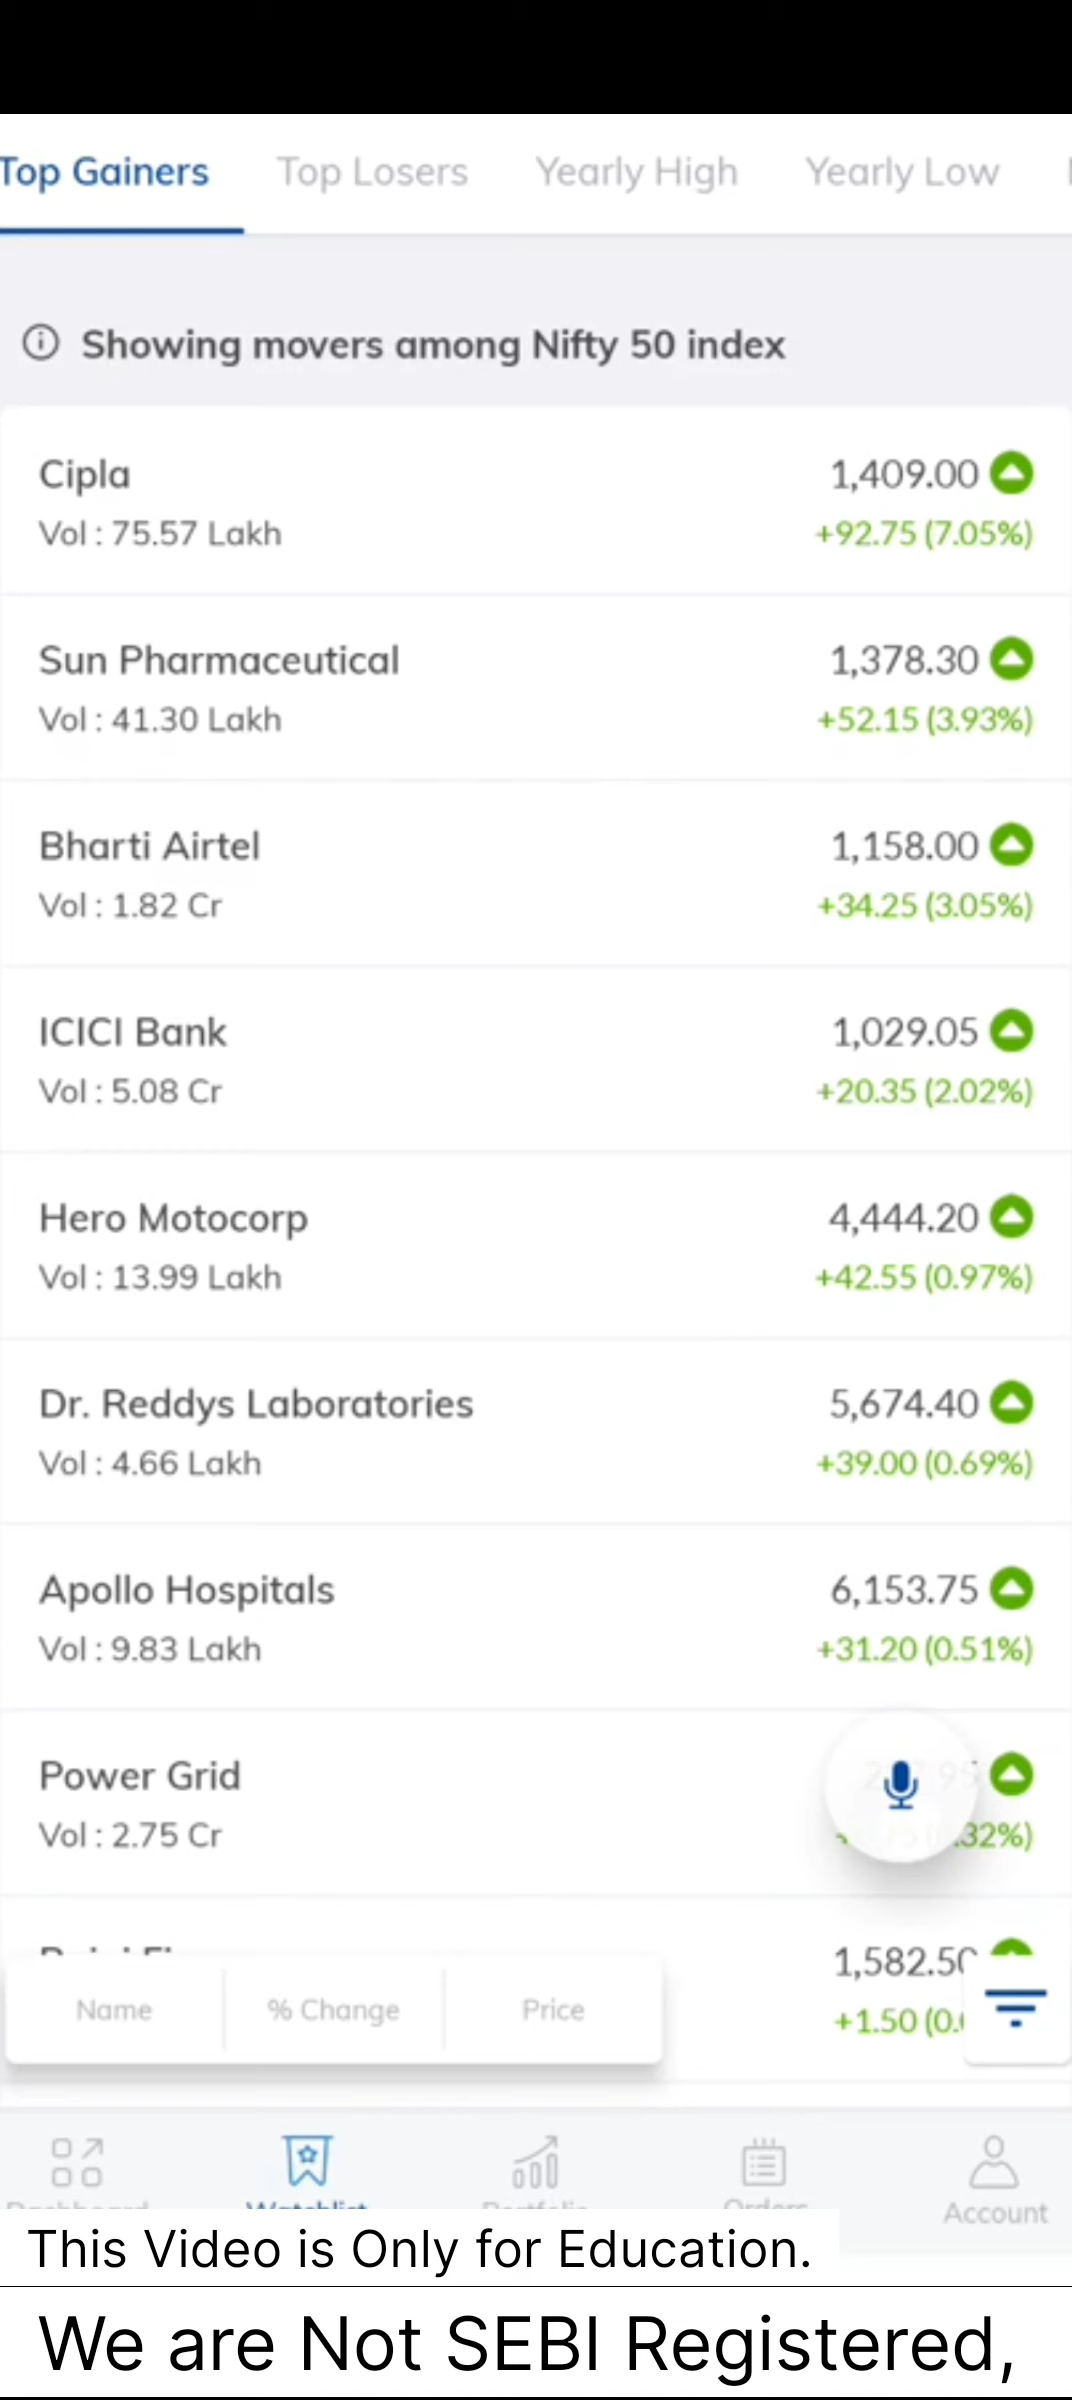 Top Gainers Top Losers Yearly High Yearly Low
Showing movers among Nifty 50 index
Cipla 1,409.00
Vol : 75.57 Lakh +92.75 (7.05%)
Sun Pharmaceutical 1,378.30
Vol : 41.30 Lakh +52.15 (3.93%)
Bharti Airtel 1,158.00
Vol : 1.82 Cr +34.25 (3.05%)
ICICI Bank 1,029.05
Vol : 5.08 Cr +20.35 (2.02%)
Hero Motocorp 4,444.20
Vol : 13.99 Lakh +42.55 (0.97%)
Dr. Reddys Laboratories 5,674.40
Vol : 4.66 Lakh +39.00 (0.69%)
Apollo Hospitals 6,153.75
Vol : 9.83 Lakh +31.20 (0.51%)
Power Grid
Vol : 2.75 Cr
1,582.50
Name % Change Price +1.50
Watchlist Account
This Video is Only for Education.
We are Not SEBI Registered,